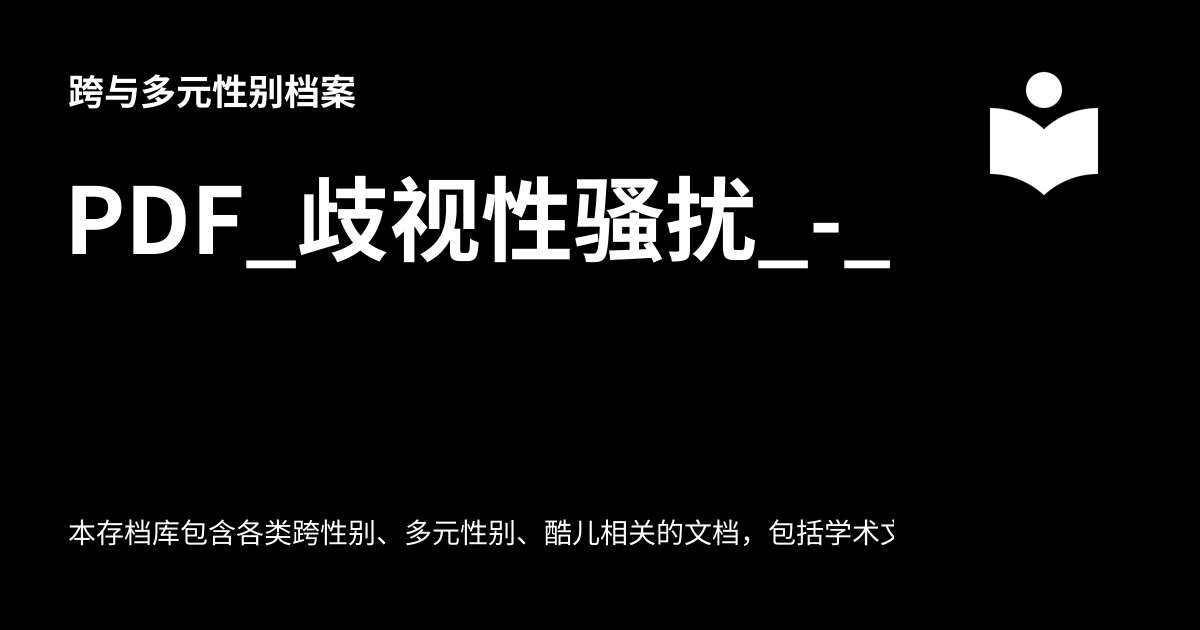 跨与多元性别档案
PDF_歧视性骚扰_-_
本存档库包含各类跨性别、多元性别、酷儿相关的文档，包括学术